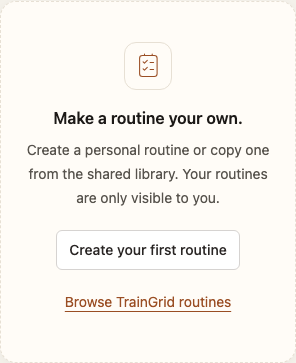 Make a routine your own.
Create a personal routine or copy one
from the shared library. Your routines
are only visible to you.
Create your first routine
Browse TrainGrid routines